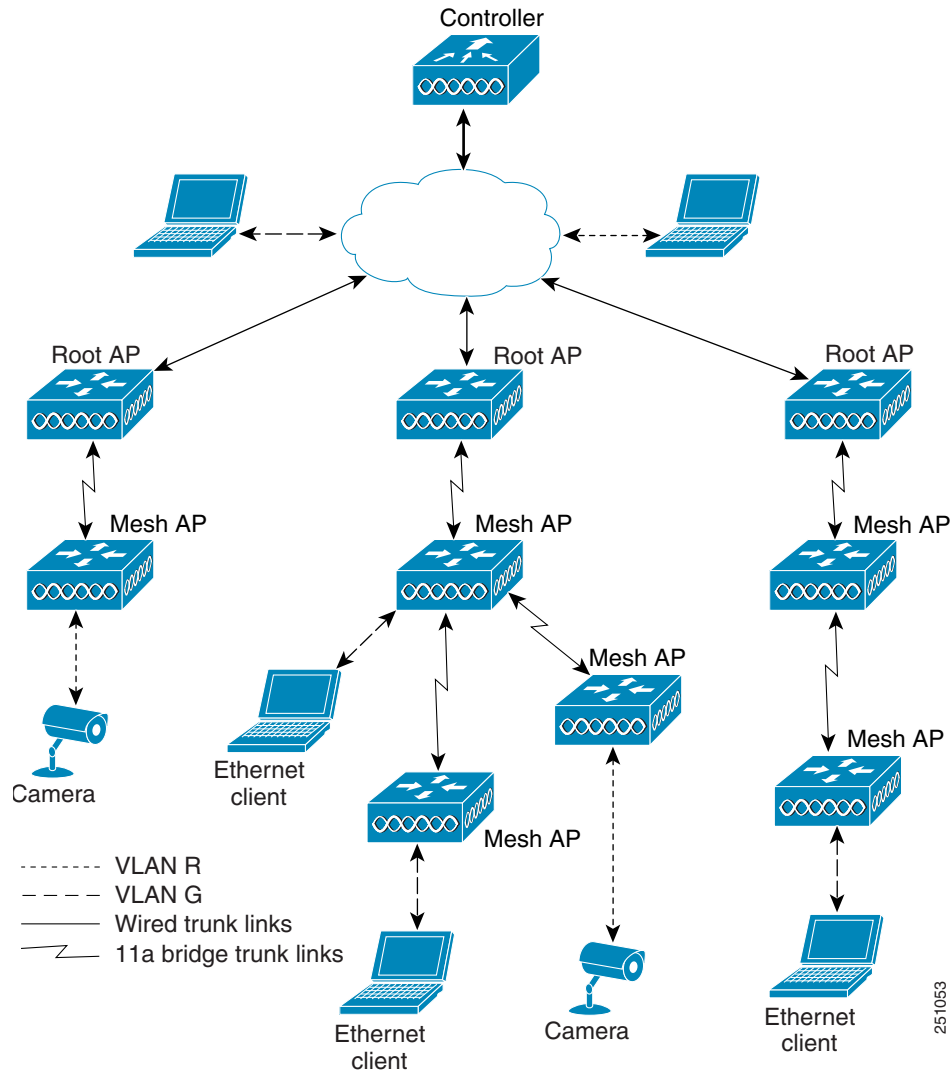 Controller
Root AP
Root AP
Root AP
Mesh AP
Mesh AP
Mesh AP
Mesh AP
Mesh AP
Ethernet
client
Camera
Mesh AP
VLAN R
VLAN G
Wired trunk links
11a bridge trunk links
Ethernet
client
Camera
Ethernet
client
251053